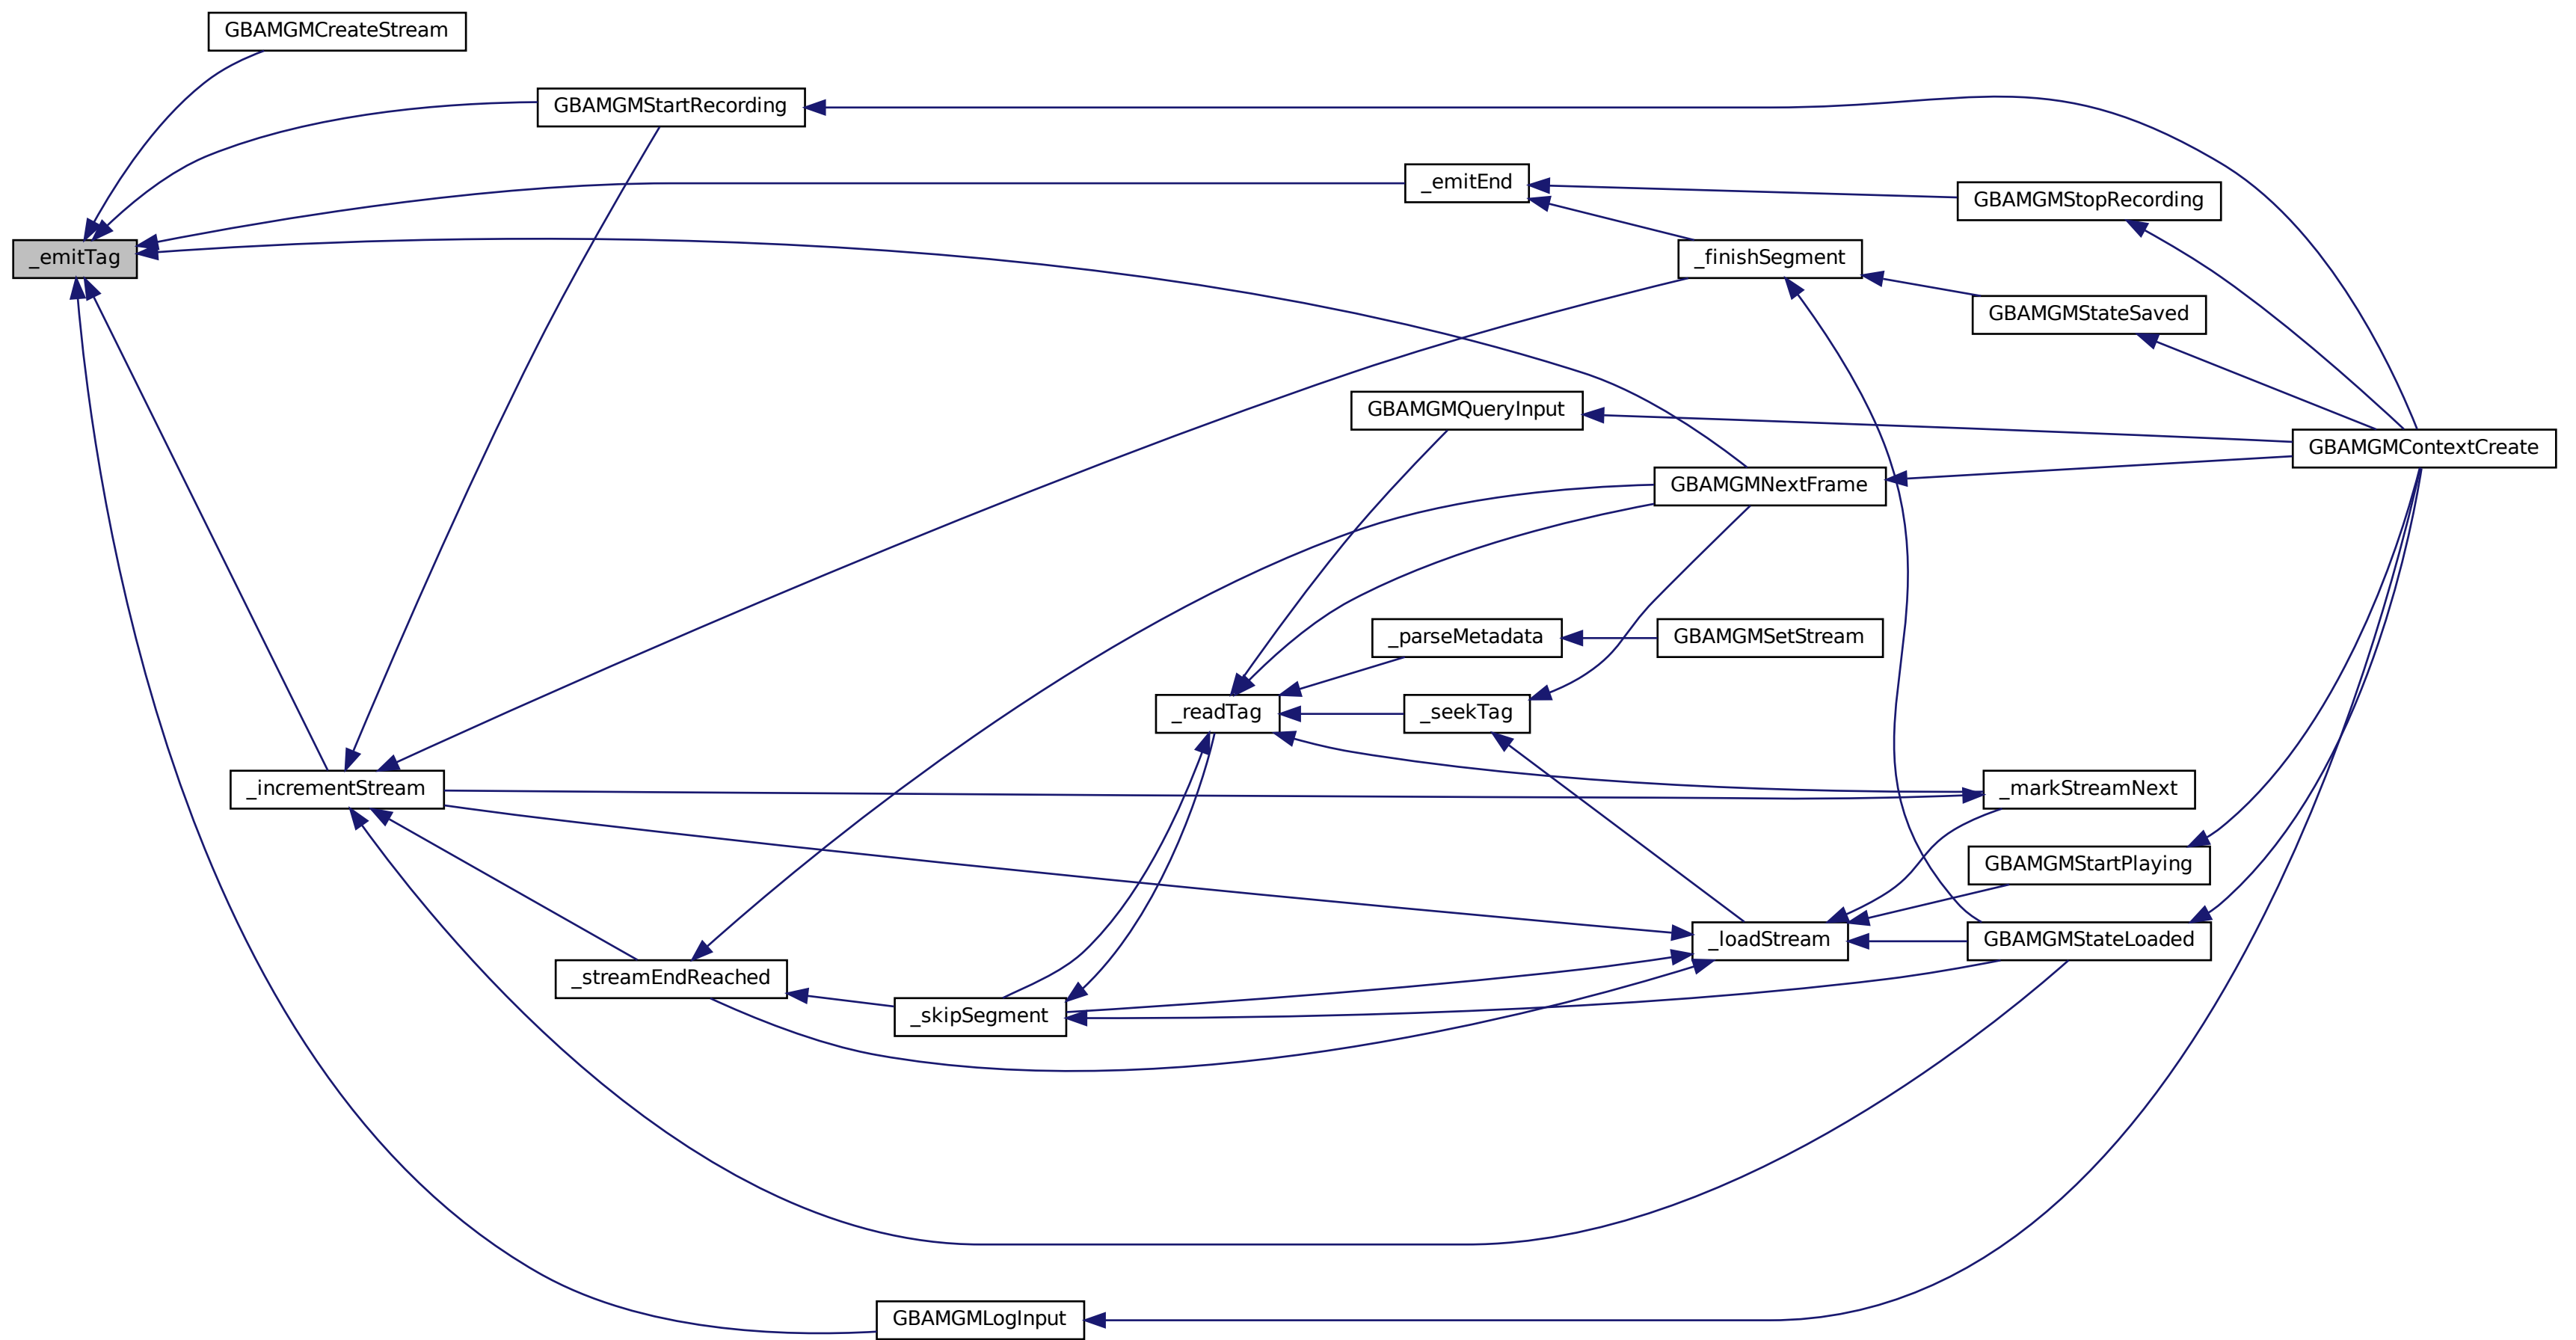 GBAMGMCreateStream
GBAMGMStartRecording
_emitEnd
GBAMGMStopRecording
_emitTag
_finishSegment
GBAMGMStateSaved
GBAMGMQueryInput
GBAMGMContextCreate
GBAMGMNextFrame
_parseMetadata
GBAMGMSetStream
_readTag
_seekTag
_incrementStream
_markStreamNext
GBAMGMStartPlaying
_loadStream
GBAMGMStateLoaded
_streamEndReached
_skipSegment
GBAMGMLogInput